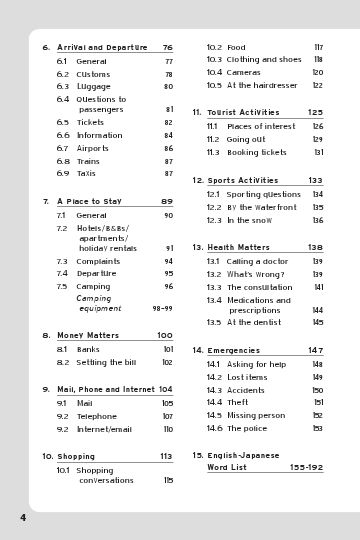 6. Arrival and Departure 76
6.1 General 77
6.2 Customs 78
6.3 Luggage 80
6.4 Questions to
passengers 81
6.5 Tickets 82
6.6 Information 84
6.7 Airports 86
6.8 Trains 87
6.9 Taxis 87
7. A Place to Stay 89
7.1 General 90
7.2 Hotels/B&Bs/
apartments/
holiday rentals 91
7.3 Complaints 94
7.4 Departure 95
7.5 Camping 96
Camping
equipment 98-99
8. Money Matters 100
8.1 Banks 101
8.2 Settling the bill 102
9. Mail, Phone and Internet 104
9.1 Mail 105
9.2 Telephone 107
9.2 Internet/email 110
10. Shopping 113
10.1 Shopping
conversations 115
10.2 Food 117
10.3 Clothing and shoes 118
10.4 Cameras 120
10.5 At the hairdresser 122
11. Tourist Activities 125
11.1 Places of interest 126
11.2 Going out 129
11.3 Booking tickets 131
12. Sports Activities 133
12.1 Sporting questions 134
12.2 By the waterfront 135
12.3 In the snow 136
13. Health Matters 138
13.1 Calling a doctor 139
13.2 What's wrong? 139
13.3 The consultation 141
13.4 Medications and
prescriptions 144
13.5 At the dentist 145
14. Emergencies 147
14.1 Asking for help 148
14.2 Lost items 149
14.3 Accidents 150
14.4 Theft 151
14.5 Missing person 152
14.6 The police 153
15. English-Japanese
Word List 155-192
4